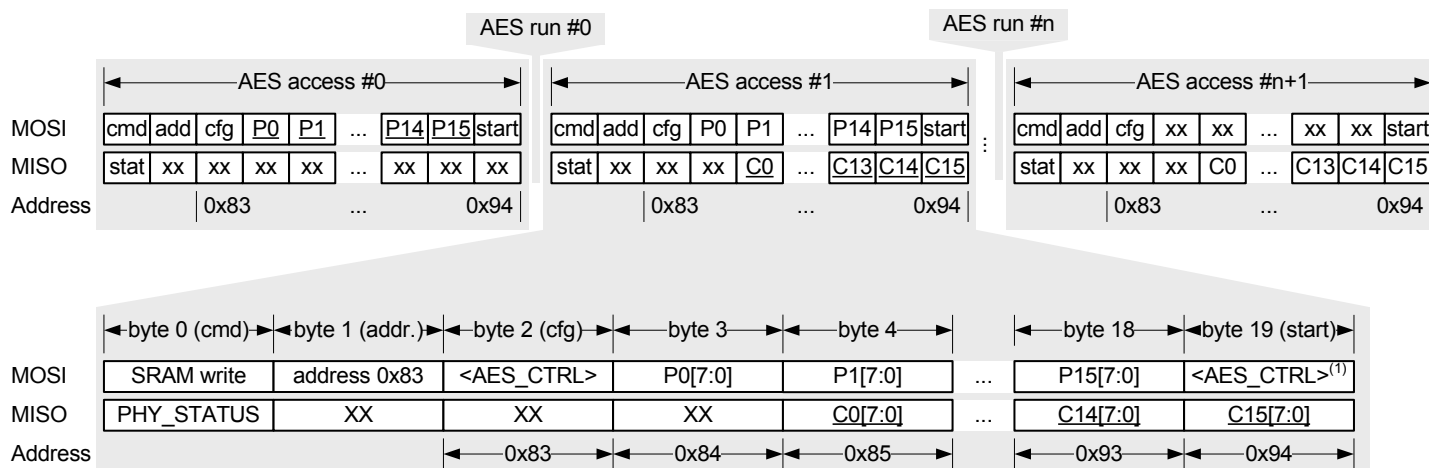 AES run #0 AES run #n
AES access #0 AES access #1 AES access #n+1
MOSI cmd add cfg P0 P1 ... P14 P15 start cmd add cfg P0 P1 ... P14 P15 start ... cmd add cfg xx xx ... xx xx start
MISO stat xx xx xx xx ... xx xx xx stat xx xx xx C0 ... C13 C14 C15 stat xx xx xx C0 ... C13 C14 C15
Address 0x83 ... 0x94 0x83 ... 0x94 0x83 ... 0x94
byte 0 (cmd) byte 1 (addr.) byte 2 (cfg) byte 3 byte 4 byte 18 byte 19 (start)
MOSI SRAM write address 0x83 <AES_CTRL> P0[7:0] P1[7:0] ... P15[7:0] <AES_CTRL>(1)
MISO PHY_STATUS XX XX XX C0[7:0] ... C14[7:0] C15[7:0]
Address 0x83 0x84 0x85 0x93 0x94